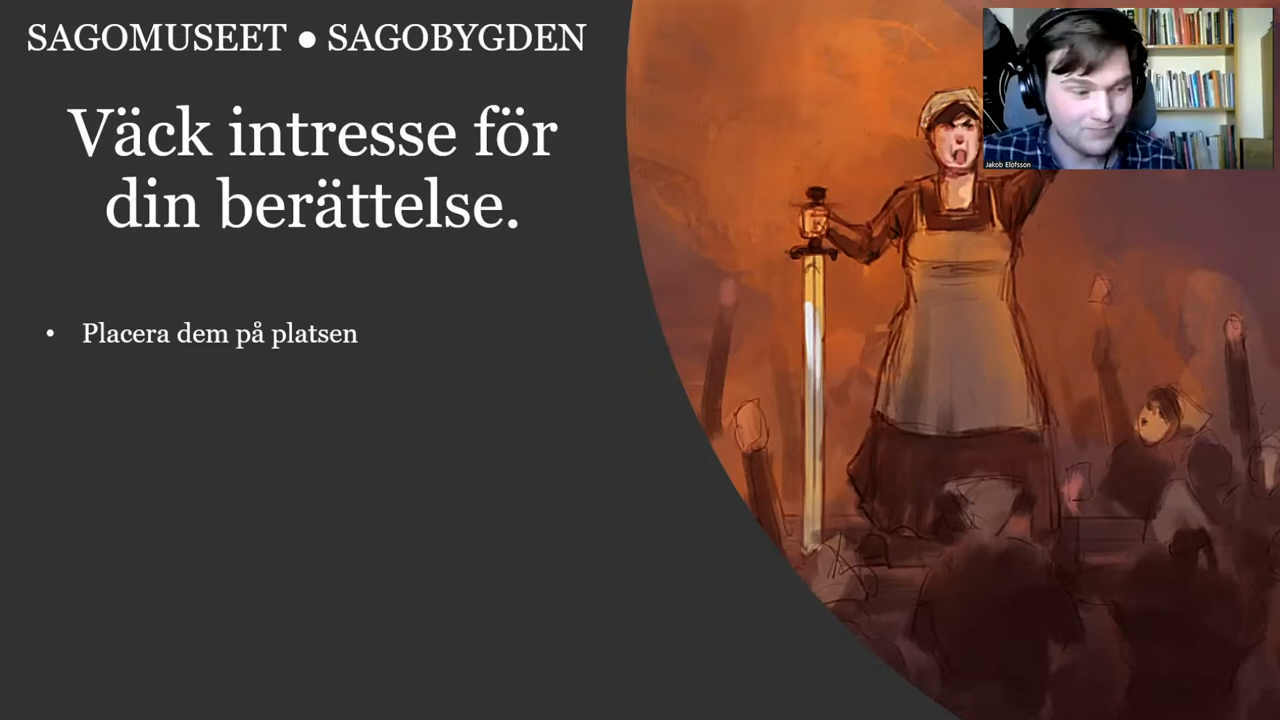 SAGOMUSEET ● SAGOBYGDEN
Väck intresse för
din berättelse.
• Placera dem på platsen
Jakob Elofsson